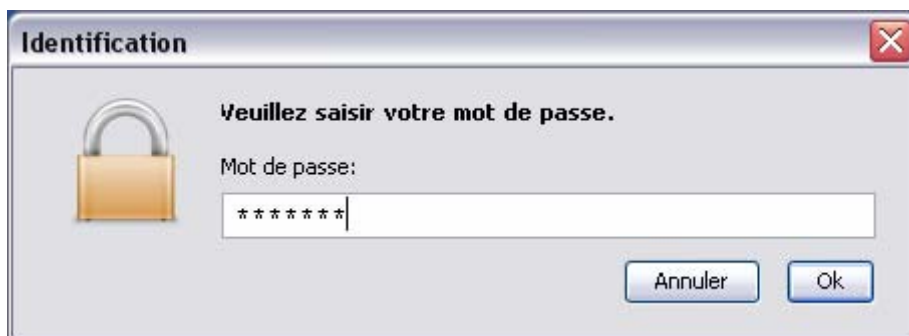 Identification
Veuillez saisir votre mot de passe.
Mot de passe:
*******
Annuler Ok